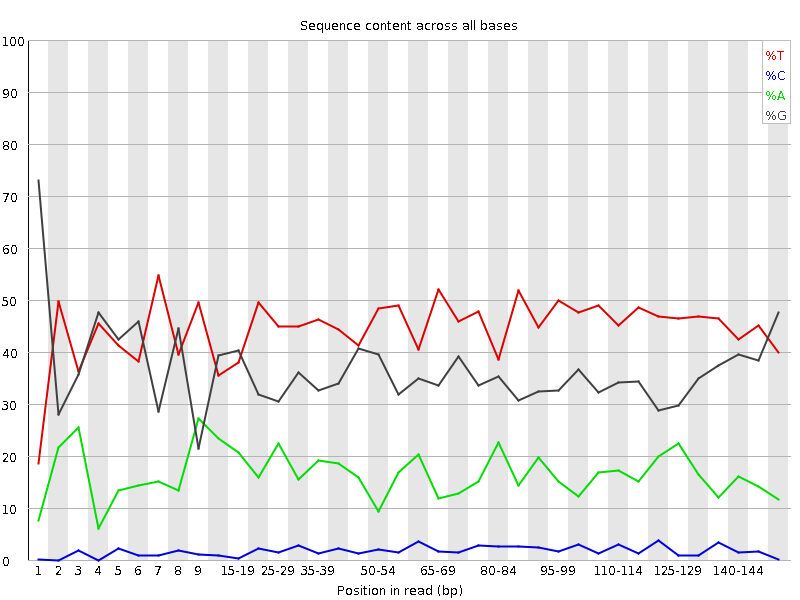 Sequence content across all bases
100
90
80
70
60
50
40
30
20
10
0
%T
%C
%A
%G
1 2 3 4 5 6 7 8 9 15-19 25-29 35-39 50-54 65-69 80-84 95-99 110-114 125-129 140-144
Position in read (bp)